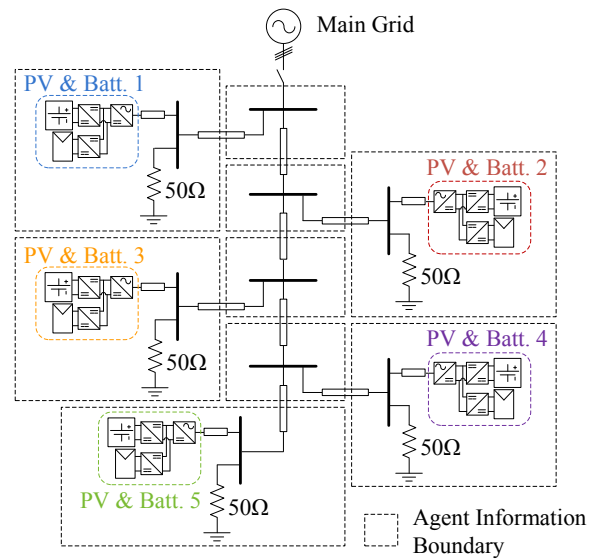 Main Grid
PV & Batt. 1
50Ω
PV & Batt. 2
50Ω
PV & Batt. 3
50Ω
PV & Batt. 4
50Ω
PV & Batt. 5
50Ω
Agent Information
Boundary